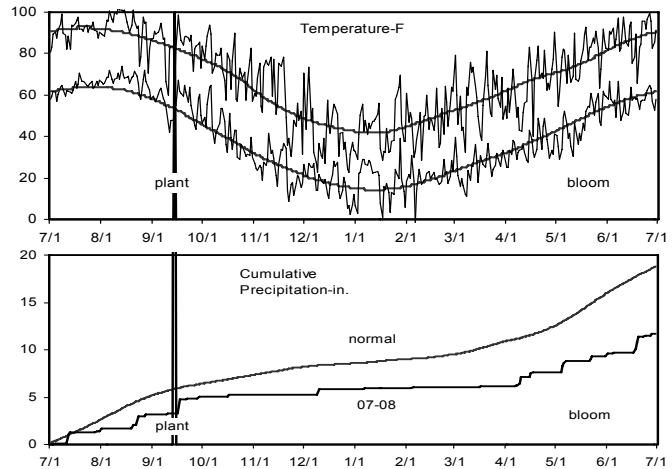 100
Temperature-F
80
60
40
20
plant
bloom
0
7/1 8/1 9/1 10/1 11/1 12/1 1/1 2/1 3/1 4/1 5/1 6/1 7/1
20
Cumulative
Precipitation-in.
15
normal
10
5
07-08
plant
bloom
0
7/1 8/1 9/1 10/1 11/1 12/1 1/1 2/1 3/1 4/1 5/1 6/1 7/1